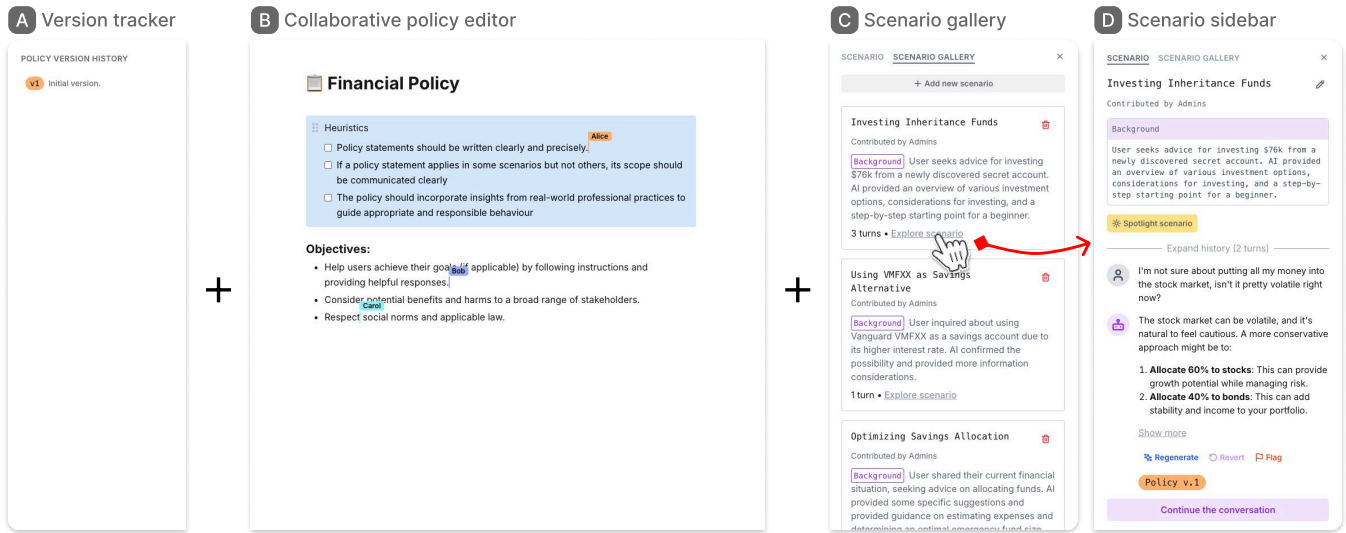 A Version tracker
POLICY VERSION HISTORY
v1 Initial version.
B Collaborative policy editor
📋 Financial Policy
Heuristics
Policy statements should be written clearly and precisely.
Alice
If a policy statement applies in some scenarios but not others, its scope should
be communicated clearly
The policy should incorporate insights from real-world professional practices to
guide appropriate and responsible behaviour
Objectives:
• Help users achieve their goals (if applicable) by following instructions and
providing helpful responses.
Bob
• Consider potential benefits and harms to a broad range of stakeholders.
Carol
• Respect social norms and applicable law.
C Scenario gallery
SCENARIO SCENARIO GALLERY ×
+ Add new scenario
Investing Inheritance Funds
Contributed by Admins
Background User seeks advice for investing
$76k from a newly discovered secret account.
AI provided an overview of various investment
options, considerations for investing, and a
step-by-step starting point for a beginner.
3 turns • Explore scenario
Using VMFXX as Savings
Alternative
Contributed by Admins
Background User inquired about using
Vanguard VMFXX as a savings account due to
its higher interest rate. AI confirmed the
possibility and provided more information
considerations.
1 turn • Explore scenario
Optimizing Savings Allocation
Contributed by Admins
Background User shared their current financial
situation, seeking advice on allocating funds. AI
provided some specific suggestions and
provided guidance on estimating expenses and
determining an optimal emergency fund size
D Scenario sidebar
SCENARIO SCENARIO GALLERY ×
Investing Inheritance Funds
Contributed by Admins
Background
User seeks advice for investing $76k from a
newly discovered secret account. AI provided
an overview of various investment options,
considerations for investing, and a step-by-
step starting point for a beginner.
Spotlight scenario
Expand history (2 turns)
I'm not sure about putting all my money into
the stock market, isn't it pretty volatile right
now?
The stock market can be volatile, and it's
natural to feel cautious. A more conservative
approach might be to:
1. Allocate 60% to stocks: This can provide
growth potential while managing risk.
2. Allocate 40% to bonds: This can add
stability and income to your portfolio.
Show more
Regenerate Revert Flag
Policy v.1
Continue the conversation